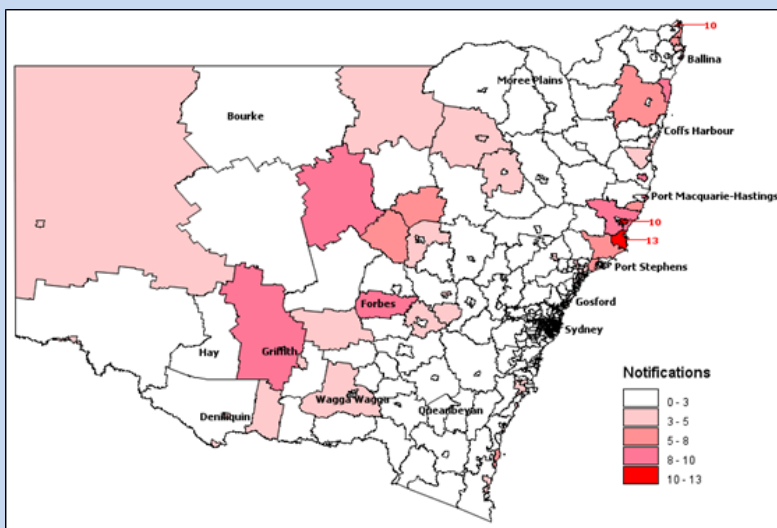 10
Ballina
Moree Plains
Bourke
Coffs Harbour
Port Macquarie-Hastings
10
13
Port Stephens
Forbes
Gosford
Sydney
Hay
Griffith
Notifications
0 - 3
3 - 5
5 - 8
8 - 10
10 - 13
Wagga Wagga
Deniliquin
Queanbeyan